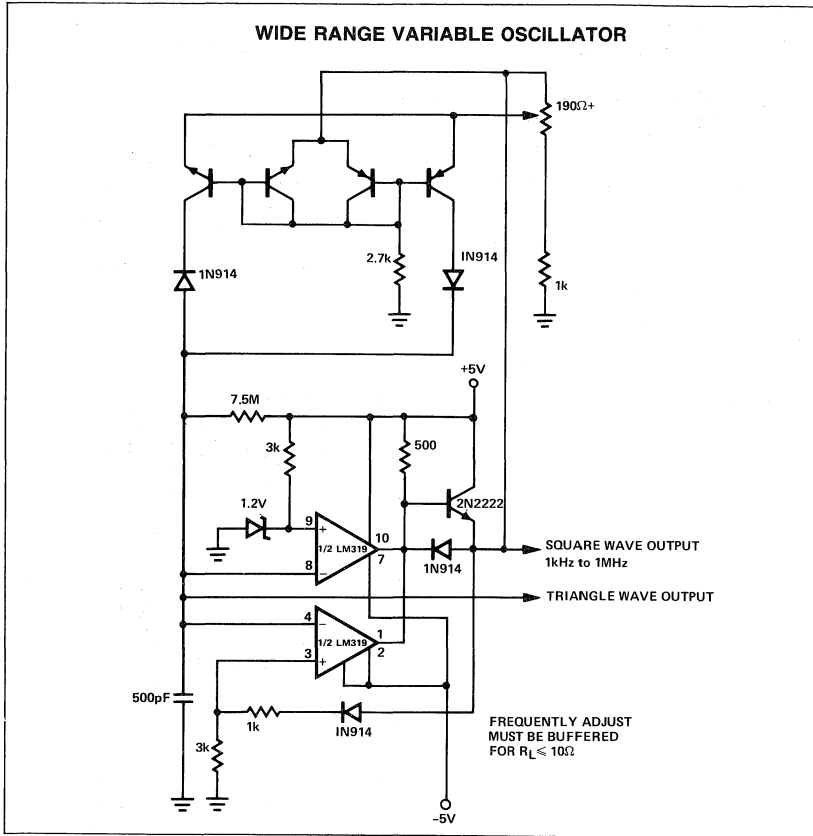 WIDE RANGE VARIABLE OSCILLATOR
190Ω+
1N914
2.7k
IN914
1k
+5V
7.5M
3k
500
1.2V
2N2222
9
+
10
1/2 LM319
7
8
−
1N914
SQUARE WAVE OUTPUT
1kHz to 1MHz
TRIANGLE WAVE OUTPUT
4
−
1
1/2 LM319
2
3
+
500pF
1k
IN914
3k
FREQUENTLY ADJUST
MUST BE BUFFERED
FOR RL ≤ 10Ω
−5V